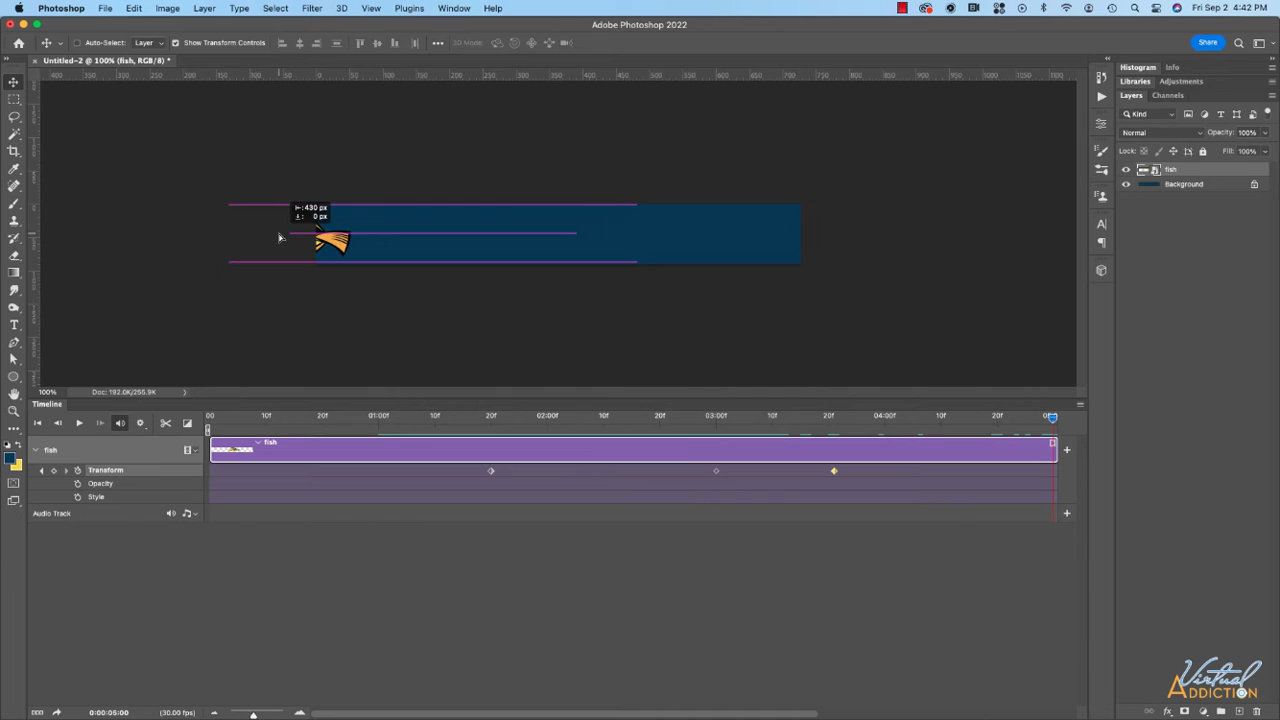 Photoshop File Edit Image Layer Type Select Filter 3D View Plugins Window Help Fri Sep 2 4:42 PM
Adobe Photoshop 2022
Auto-Select: Layer Show Transform Controls 3D Mode: Share
Untitled-2 @ 100% (fish, RGB/8) *
Histogram Info
Libraries Adjustments
Layers Channels
Kind
Normal Opacity: 100%
Lock: Fill: 100%
fish
Background
430 px
0 px
100% Doc: 192.0K/255.9K
Timeline
00 10f 20f 01:00f 10f 20f 02:00f 10f 20f 03:00f 10f 20f 04:00f 10f 20f
fish
fish
Transform
Opacity
Style
Audio Track
0:00:05:00 (30.00 fps)
Virtual
ADDICTION